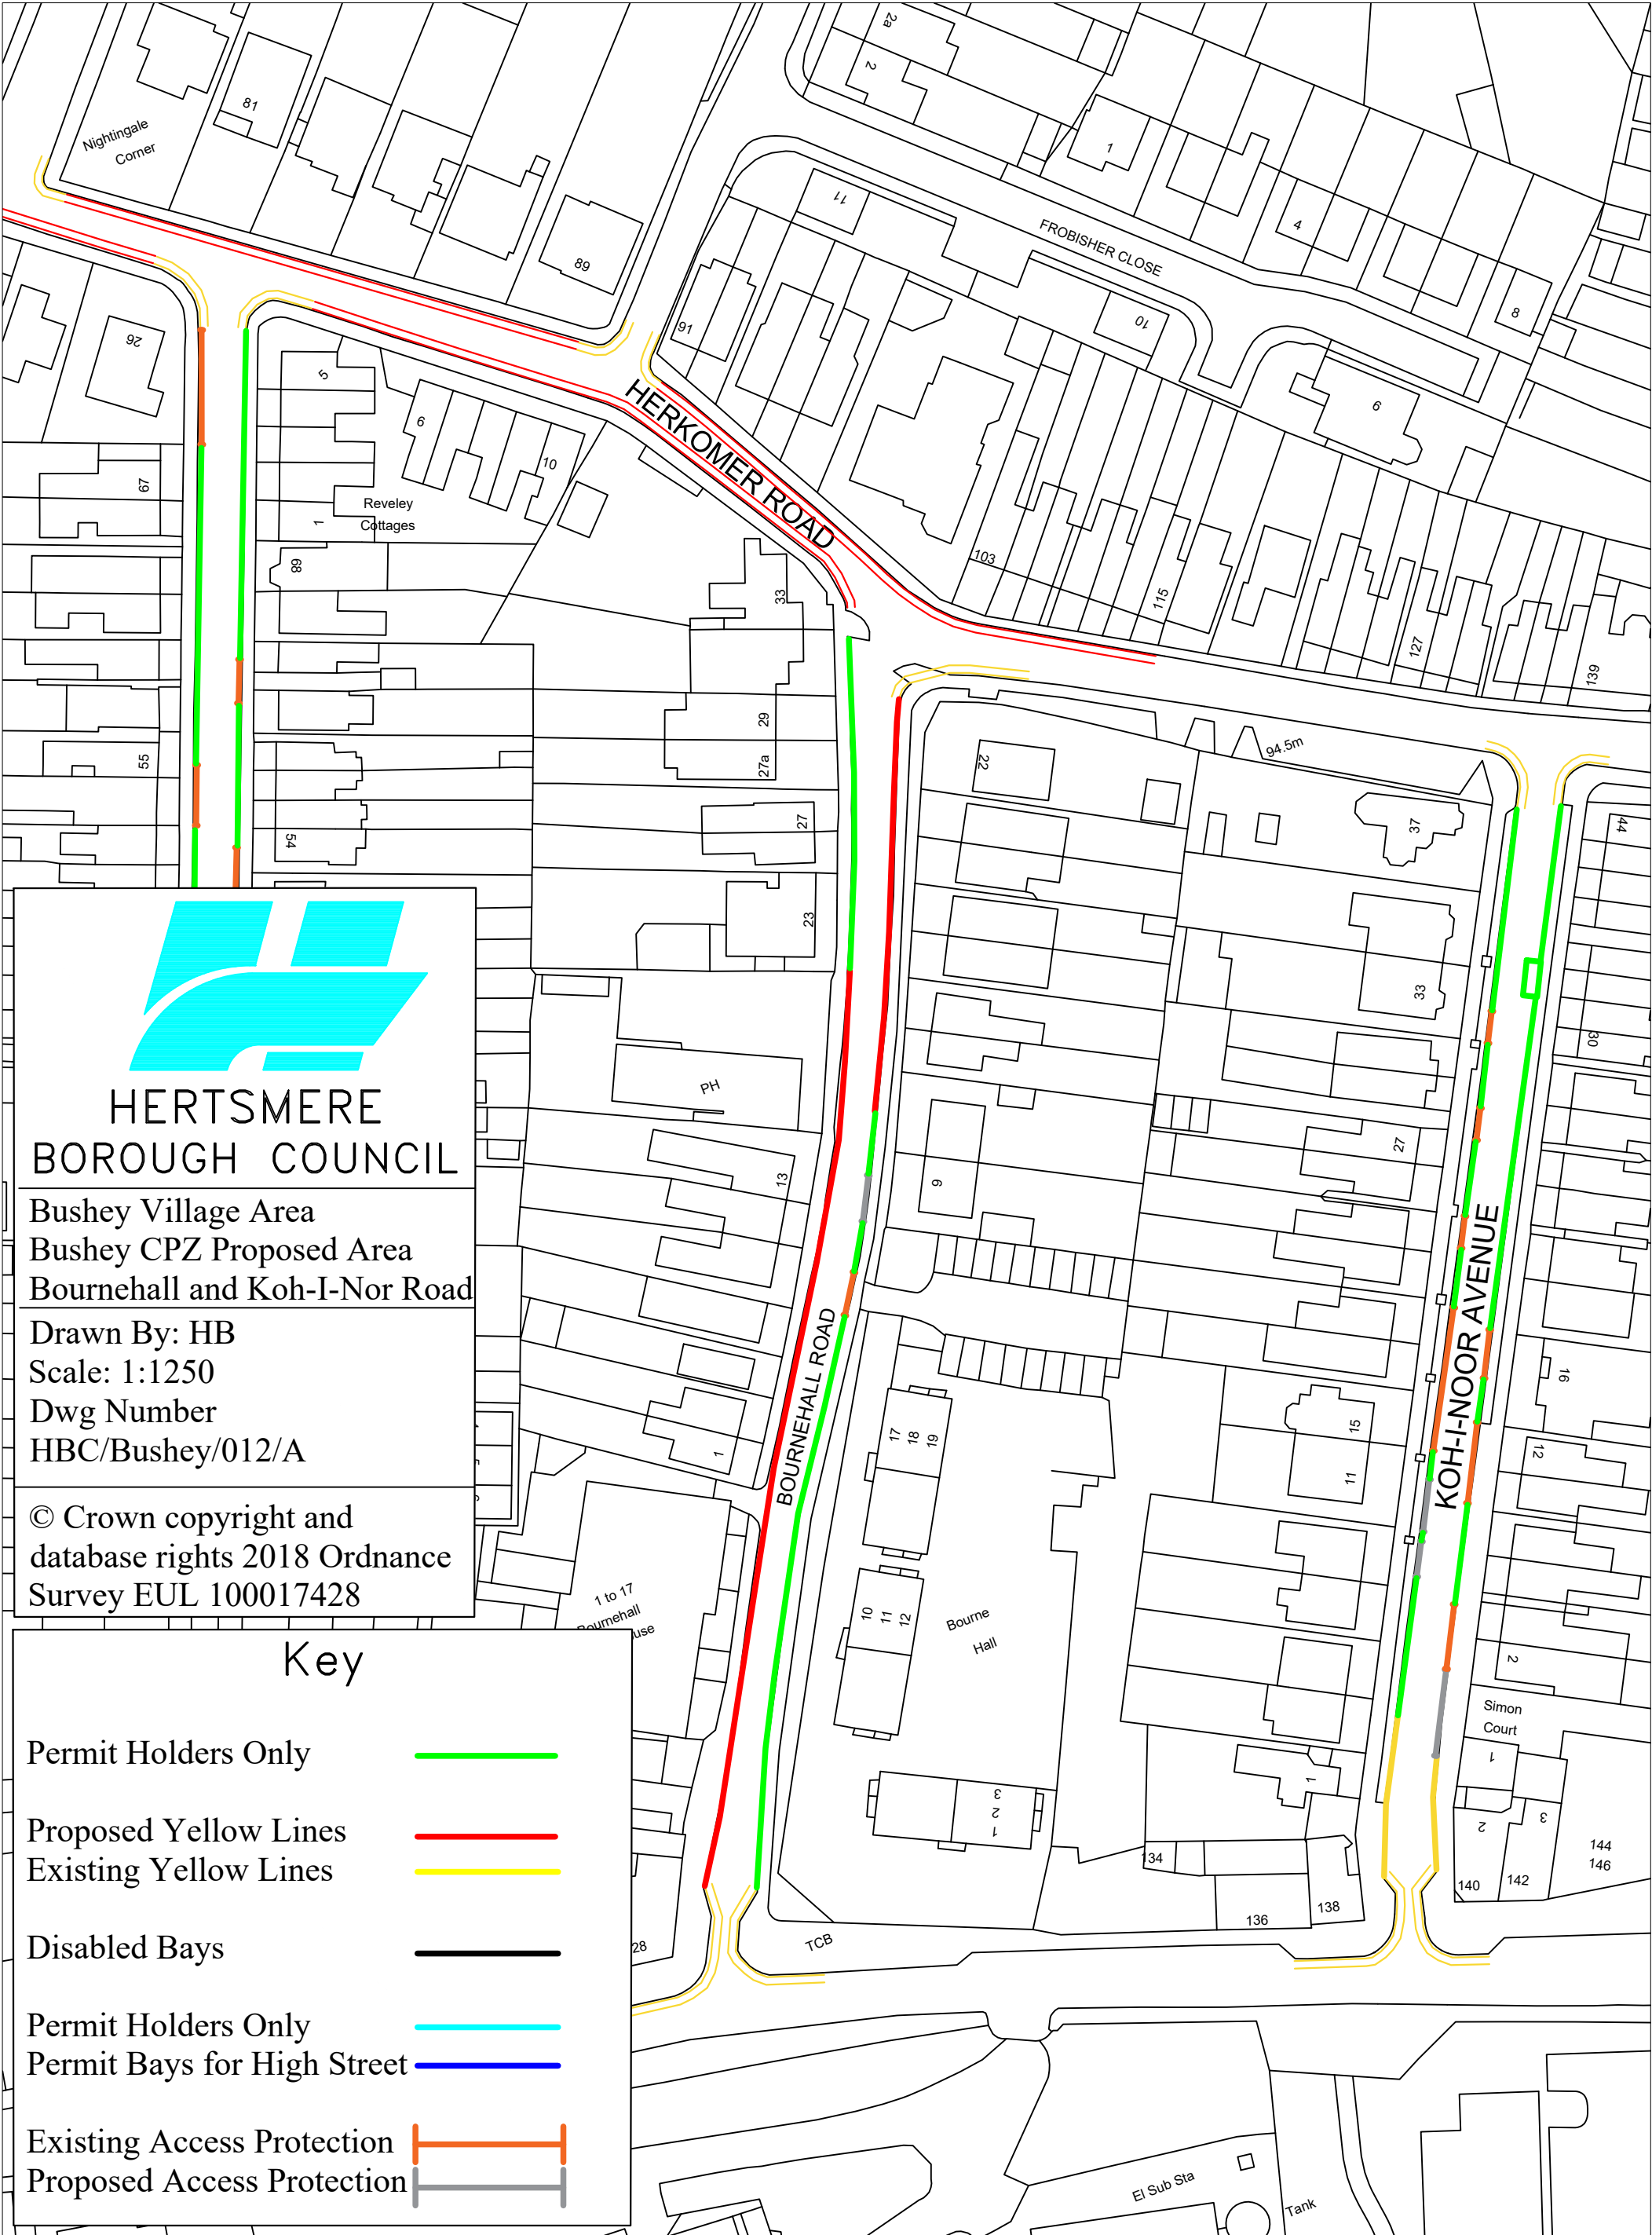 2a
2
81
Nightingale
Corner
1
11
4
FROBISHER CLOSE
89
8
91
10
26
5
6
9
HERKOMER ROAD
10
67
Reveley
Cottages
1
103
68
33
115
127
139
29
55
27a
94.5m
22
27
37
44
54
23
33
30
HERTSMERE
BOROUGH COUNCIL
PH
27
13
9
Bushey Village Area
Bushey CPZ Proposed Area
Bournehall and Koh-I-Nor Road
KOH-I-NOOR AVENUE
BOURNEHALL ROAD
Drawn By: HB
Scale: 1:1250
Dwg Number
HBC/Bushey/012/A
16
17
18
19
15
11
12
1
© Crown copyright and
database rights 2018 Ordnance
Survey EUL 100017428
1 to 17
Bournehall
10
11
12
Bourne
Hall
2
Simon
Court
1
Key
Permit Holders Only
Proposed Yellow Lines
Existing Yellow Lines
Disabled Bays
Permit Holders Only
Permit Bays for High Street
Existing Access Protection
Proposed Access Protection
3
2
1
1
2
3
144
146
134
136
138
140
142
28
TCB
El Sub Sta
Tank